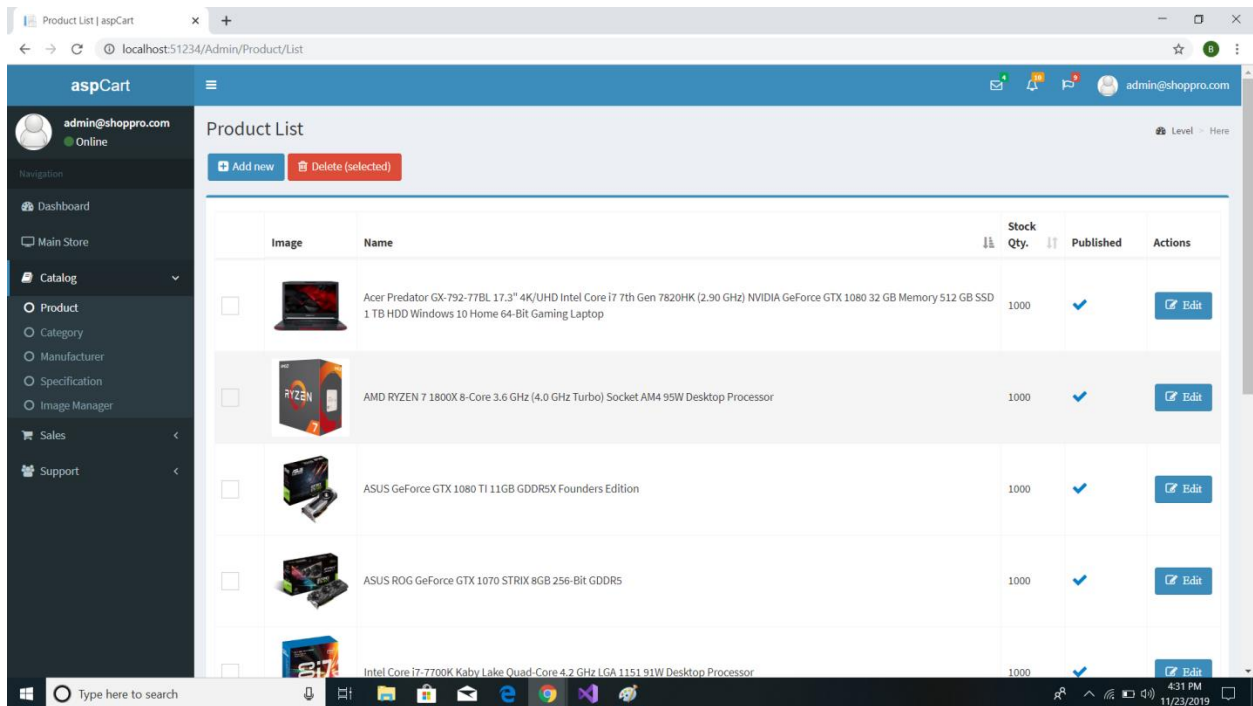 Product List | aspCart
localhost:51234/Admin/Product/List
B
aspCart
4
10
9
admin@shoppro.com
admin@shoppro.com
Online
Product List
Level > Here
Add new
Delete (selected)
Navigation
Dashboard
Main Store
Catalog
Product
Category
Manufacturer
Specification
Image Manager
Sales
Support
Image
Name
Stock
Qty.
Published
Actions
Acer Predator GX-792-77BL 17.3" 4K/UHD Intel Core i7 7th Gen 7820HK (2.90 GHz) NVIDIA GeForce GTX 1080 32 GB Memory 512 GB SSD
1 TB HDD Windows 10 Home 64-Bit Gaming Laptop
1000
Edit
RYZEN
7
AMD RYZEN 7 1800X 8-Core 3.6 GHz (4.0 GHz Turbo) Socket AM4 95W Desktop Processor
1000
Edit
ASUS GeForce GTX 1080 TI 11GB GDDR5X Founders Edition
1000
Edit
ASUS ROG GeForce GTX 1070 STRIX 8GB 256-Bit GDDR5
1000
Edit
i7
Intel Core i7-7700K Kaby Lake Quad-Core 4.2 GHz LGA 1151 91W Desktop Processor
1000
Edit
Type here to search
4:31 PM
11/23/2019